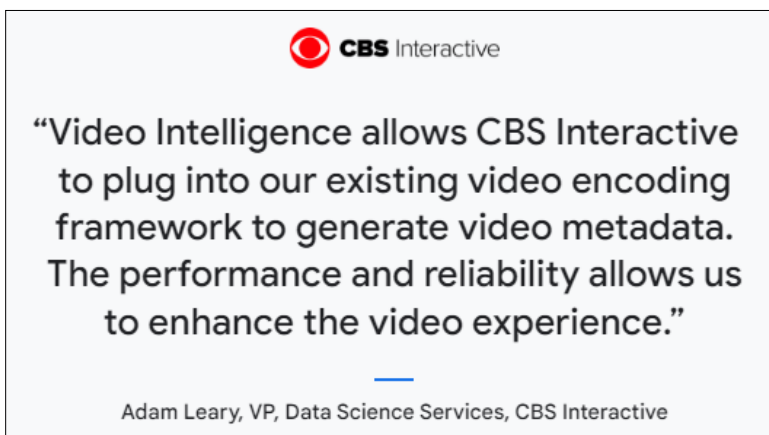 CBS Interactive
“Video Intelligence allows CBS Interactive
to plug into our existing video encoding
framework to generate video metadata.
The performance and reliability allows us
to enhance the video experience.”
Adam Leary, VP, Data Science Services, CBS Interactive